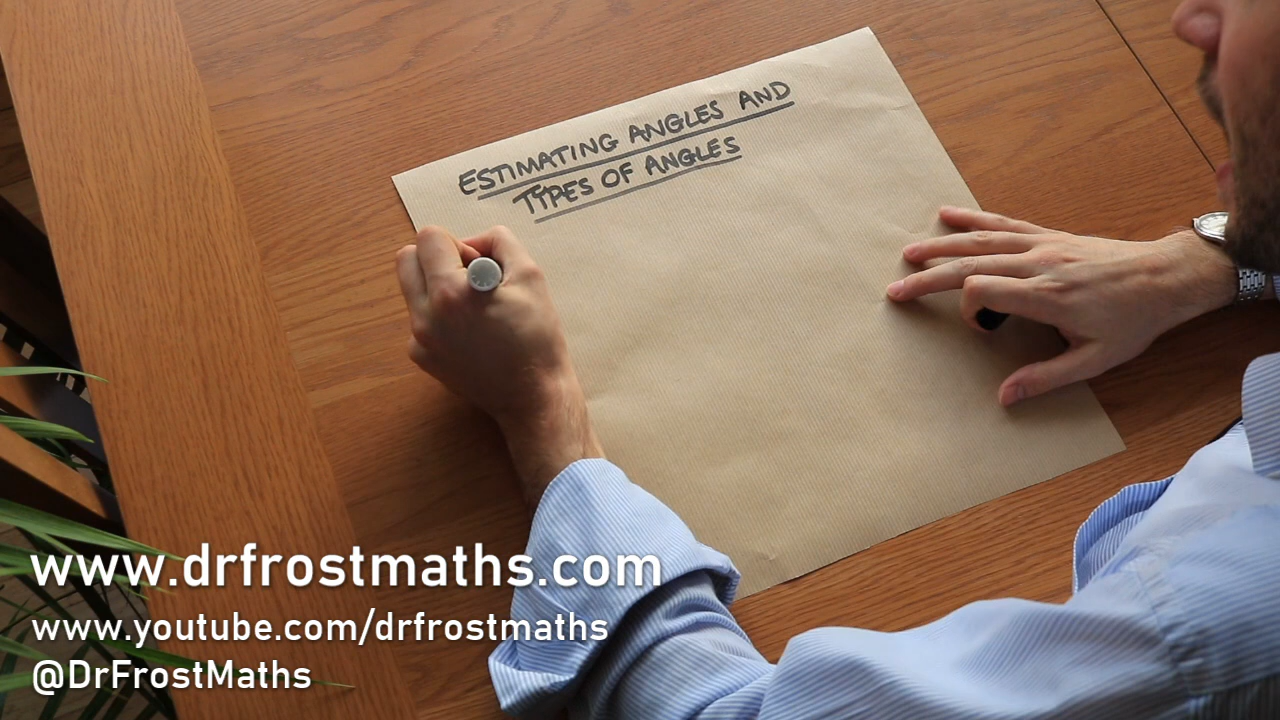 ESTIMATING ANGLES AND
TYPES OF ANGLES
www.drfrostmaths.com
www.youtube.com/drfrostmaths
@DrFrostMaths